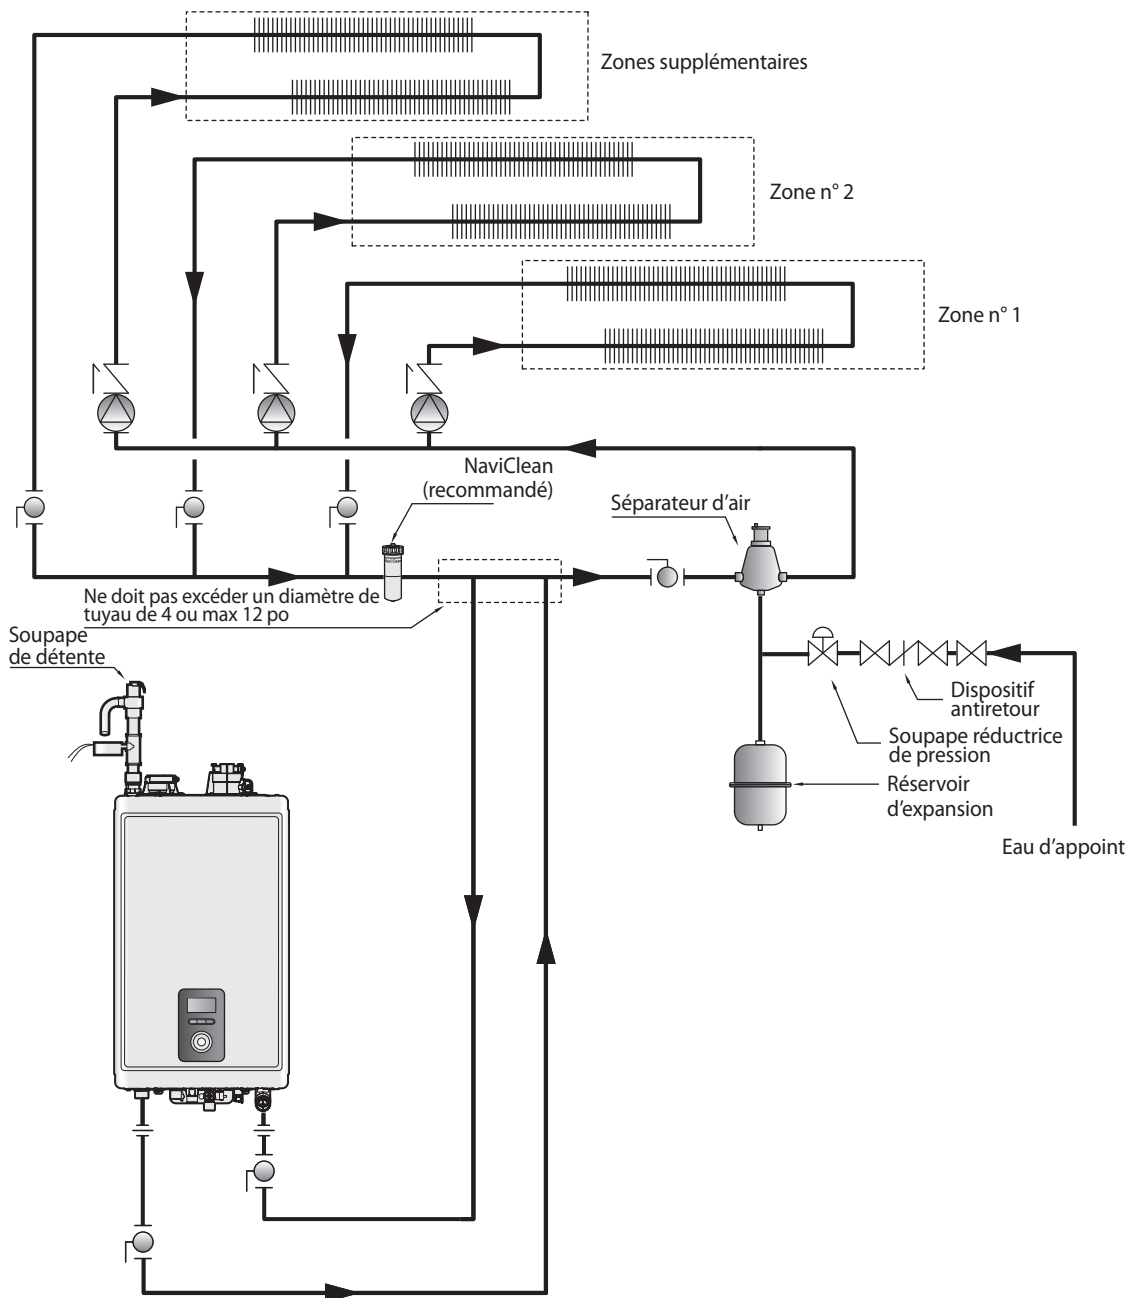 Zones supplémentaires
Zone n° 2
Zone n° 1
NaviClean
(recommandé)
Séparateur d'air
Ne doit pas excéder un diamètre de
tuyau de 4 ou max 12 po
Soupape
de détente
Dispositif
antiretour
Soupape réductrice
de pression
Réservoir
d'expansion
Eau d'appoint